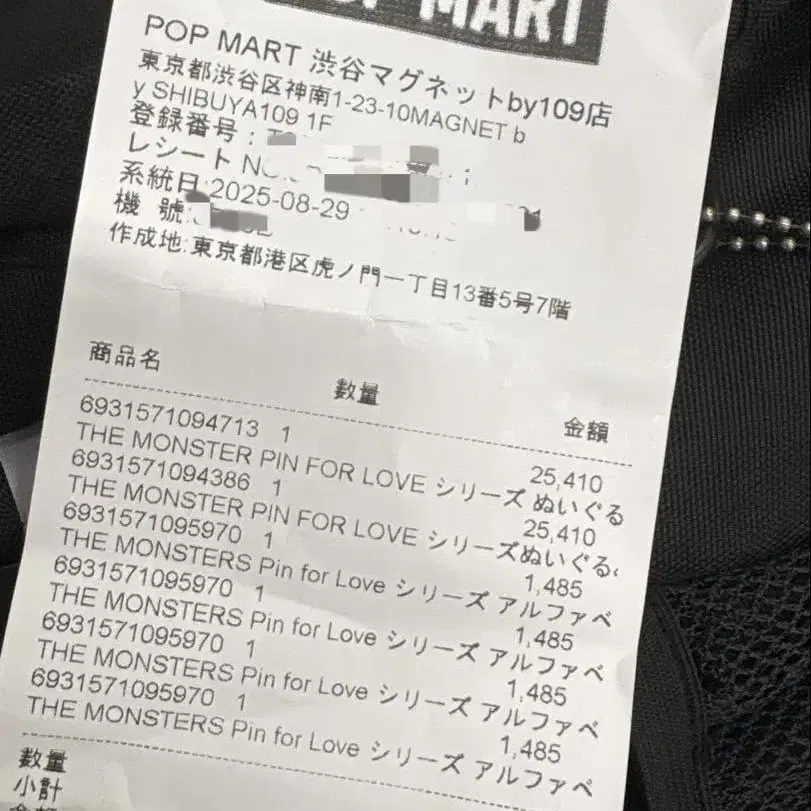 POP MART
POP MART 渋谷マグネットby109店
東京都渋谷区神南1-23-10MAGNET b
y SHIBUYA109 1F
登録番号:
レシート NO.
系統日:2025-08-29
機 號:
作成地:東京都港区虎ノ門一丁目13番5号7階
商品名 数量 金額
6931571094713 1 25,410
THE MONSTER PIN FOR LOVE シリーズ ぬいぐる
6931571094386 1 25,410
THE MONSTER PIN FOR LOVE シリーズぬいぐる
6931571095970 1 1,485
THE MONSTERS Pin for Love シリーズ アルファベ
6931571095970 1 1,485
THE MONSTERS Pin for Love シリーズ アルファベ
6931571095970 1 1,485
THE MONSTERS Pin for Love シリーズ アルファベ
6931571095970 1 1,485
THE MONSTERS Pin for Love シリーズ アルファベ
数量
小計